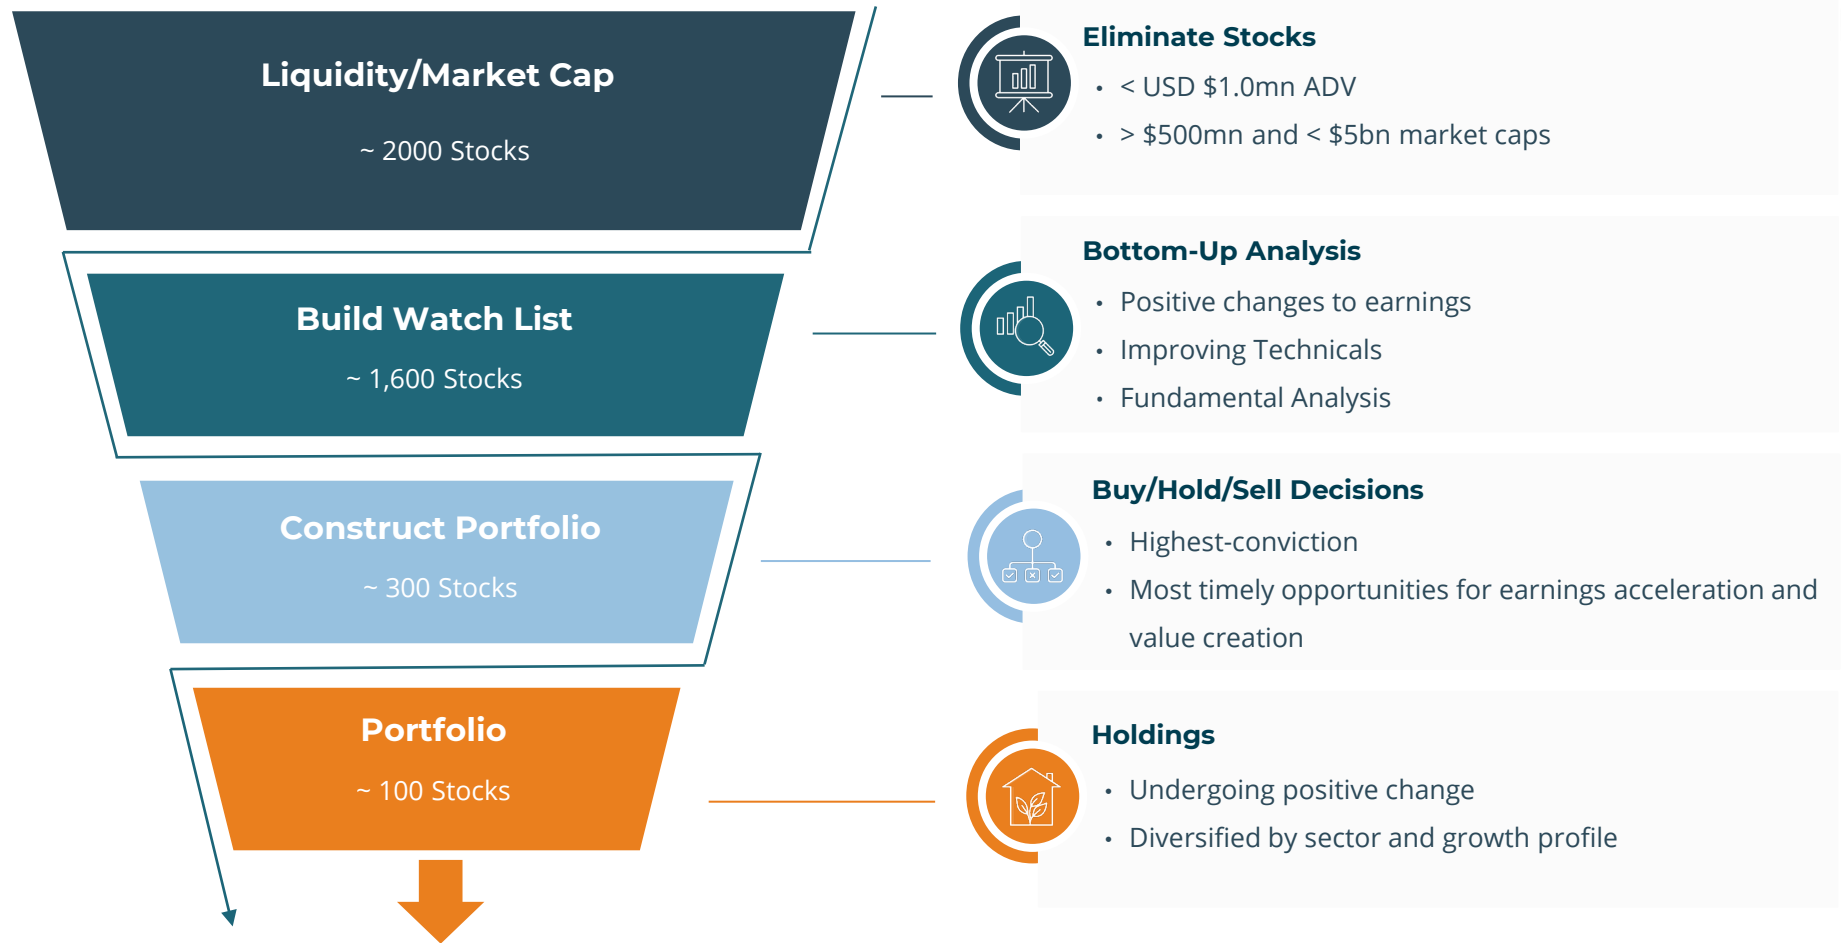 Liquidity/Market Cap
~ 2000 Stocks
Eliminate Stocks
• < USD $1.0mn ADV
• > $500mn and < $5bn market caps
Build Watch List
~ 1,600 Stocks
Bottom-Up Analysis
• Positive changes to earnings
• Improving Technicals
• Fundamental Analysis
Construct Portfolio
~ 300 Stocks
Buy/Hold/Sell Decisions
• Highest-conviction
• Most timely opportunities for earnings acceleration and
value creation
Portfolio
~ 100 Stocks
Holdings
• Undergoing positive change
• Diversified by sector and growth profile